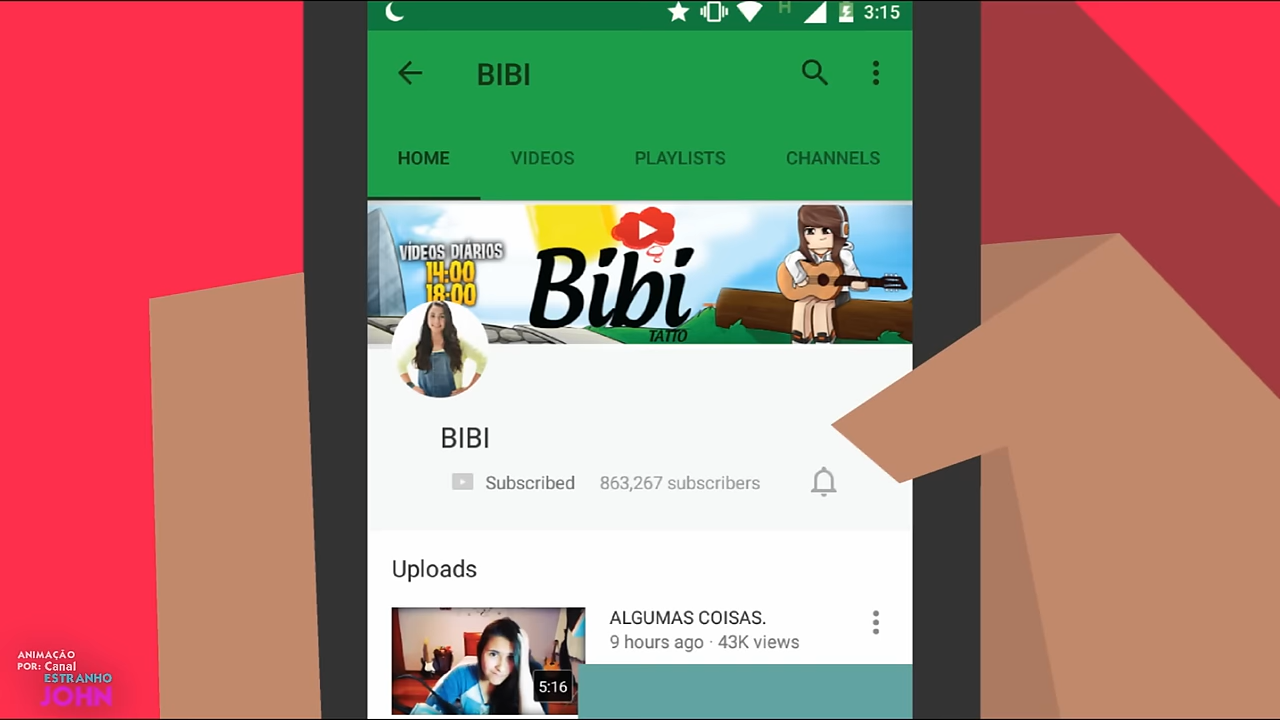 3:15
BIBI
HOME VIDEOS PLAYLISTS CHANNELS
VÍDEOS DIÁRIOS
14:00
18:00
Bibi
TATTO
BIBI
Subscribed 863,267 subscribers
Uploads
ALGUMAS COISAS.
9 hours ago · 43K views
5:16
ANIMAÇÃO
POR: Canal
ESTRANHO
JOHN